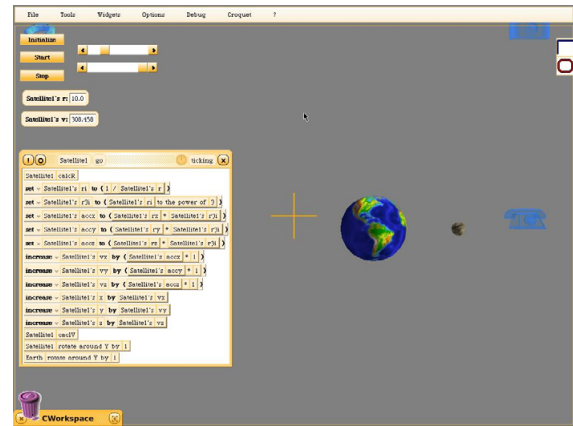 File Tools Widgets Options Debug Croquet ?
Initialize
Start
Stop
Satellite1's r: 10.0
Satellite1's v: 308.458
Satellite1 go ticking
Satellite1 calcR
set Satellite1's ri to ( 1 / Satellite1's r )
set Satellite1's r3i to ( Satellite1's ri to the power of 3 )
set Satellite1's accx to ( Satellite1's rx * Satellite1's r3i )
set Satellite1's accy to ( Satellite1's ry * Satellite1's r3i )
set Satellite1's accz to ( Satellite1's rz * Satellite1's r3i )
increase Satellite1's vx by ( Satellite1's accx * 1 )
increase Satellite1's vy by ( Satellite1's accy * 1 )
increase Satellite1's vz by ( Satellite1's accz * 1 )
increase Satellite1's x by Satellite1's vx
increase Satellite1's y by Satellite1's vy
increase Satellite1's z by Satellite1's vz
Satellite1 caclV
Satellite1 rotate around Y by 1
Earth rotate around Y by 1
CWorkspace